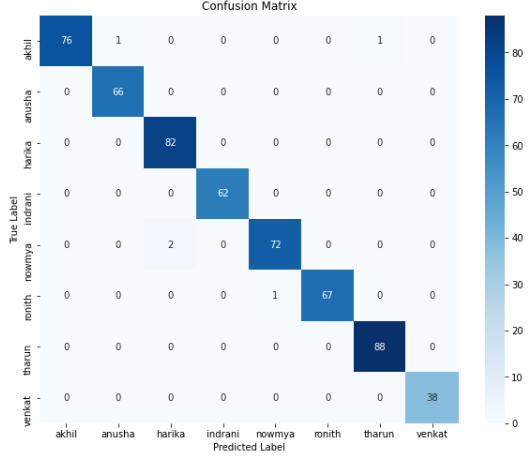 Confusion Matrix
akhil 76 1 0 0 0 0 1 0
anusha 0 66 0 0 0 0 0 0
harika 0 0 82 0 0 0 0 0
indrani 0 0 0 62 0 0 0 0
nowmya 0 0 2 0 72 0 0 0
ronith 0 0 0 0 1 67 0 0
tharun 0 0 0 0 0 0 88 0
venkat 0 0 0 0 0 0 0 38
True Label
akhil anusha harika indrani nowmya ronith tharun venkat
Predicted Label
80
70
60
50
40
30
20
10
0